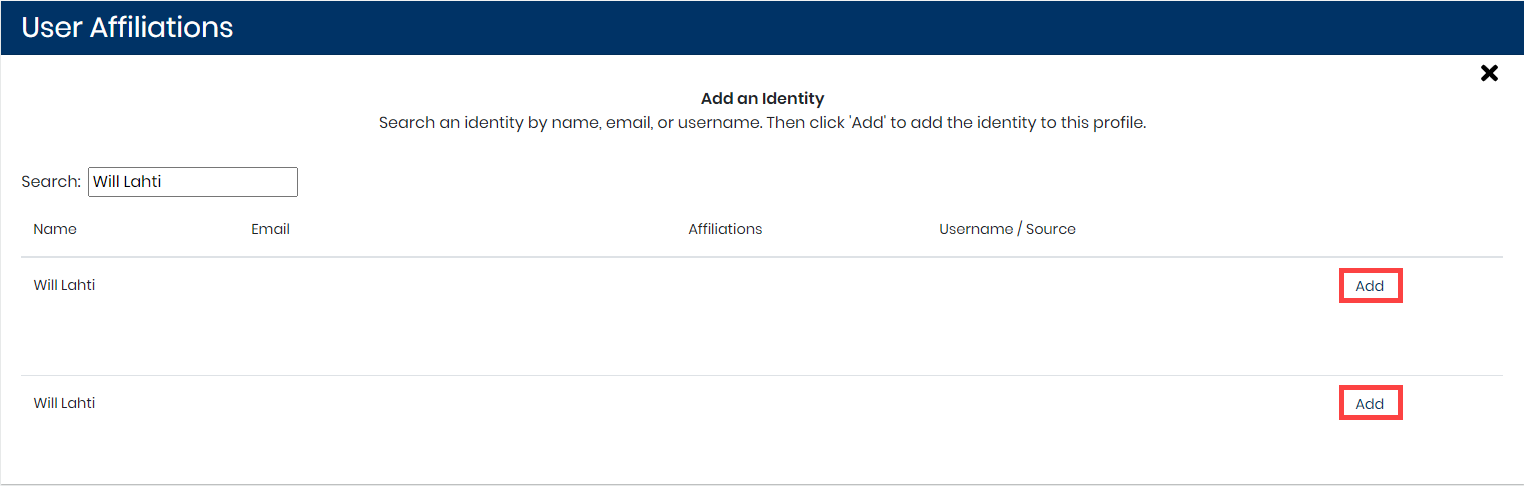 User Affiliations
Add an Identity
Search an identity by name, email, or username. Then click 'Add' to add the identity to this profile.
Search: Will Lahti
Name Email Affiliations Username / Source
Will Lahti Add
Will Lahti Add